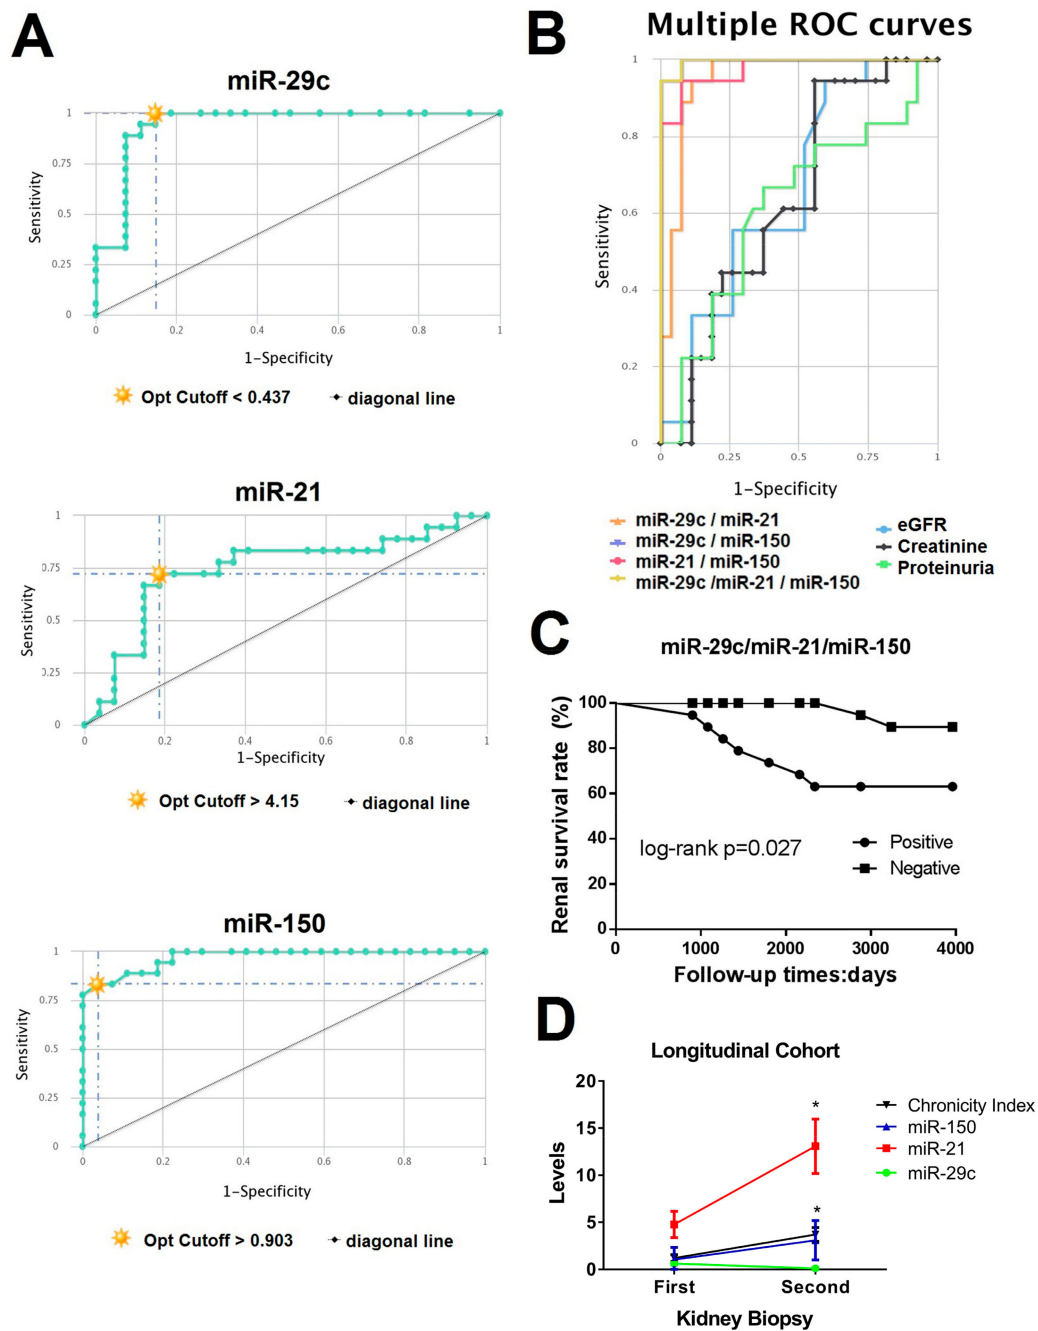 A
miR-29c
1
0.75
0.5
0.25
0
0
0.2
0.4
0.6
0.8
1
Sensitivity
1-Specificity
Opt Cutoff < 0.437
diagonal line
miR-21
1
0.75
0.5
0.25
0
0
0.2
0.4
0.6
0.8
1
Sensitivity
1-Specificity
Opt Cutoff > 4.15
diagonal line
miR-150
1
0.75
0.5
0.25
0
0
0.2
0.4
0.6
0.8
1
Sensitivity
1-Specificity
Opt Cutoff > 0.903
diagonal line
B
Multiple ROC curves
1
0.8
0.6
0.4
0.2
0
0
0.25
0.5
0.75
1
Sensitivity
1-Specificity
miR-29c / miR-21
miR-29c / miR-150
miR-21 / miR-150
miR-29c /miR-21 / miR-150
eGFR
Creatinine
Proteinuria
C
miR-29c/miR-21/miR-150
100
80
60
40
20
0
0
1000
2000
3000
4000
Renal survival rate (%)
log-rank p=0.027
Positive
Negative
Follow-up times:days
D
Longitudinal Cohort
20
15
10
5
0
Levels
*
*
Chronicity Index
miR-150
miR-21
miR-29c
First
Second
Kidney Biopsy